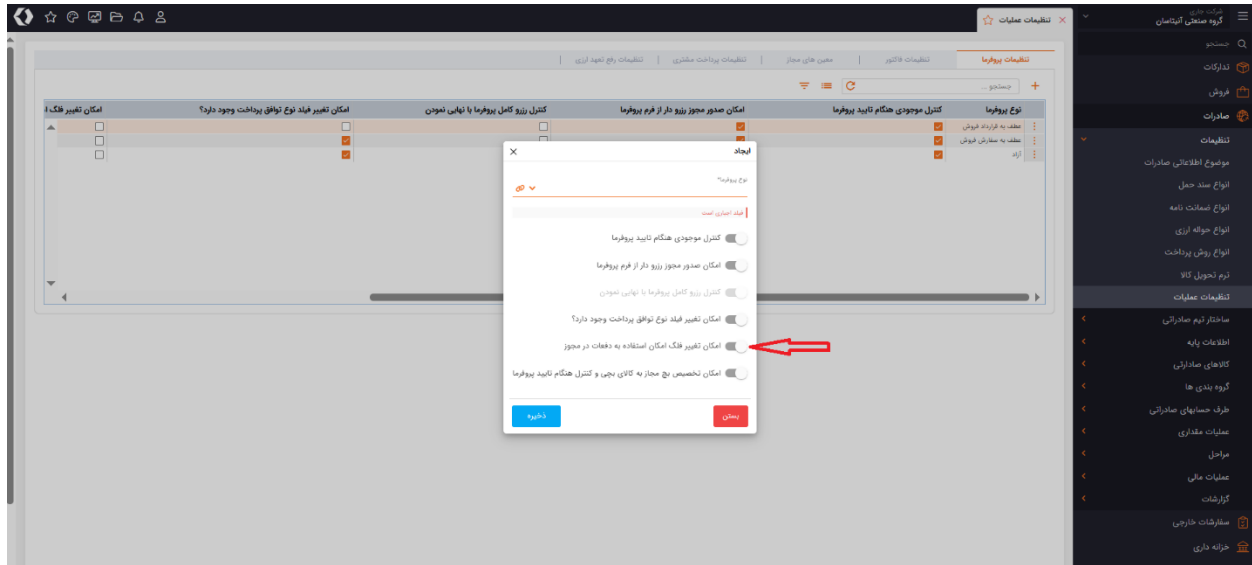 شرکت جاری
گروه صنعتی آنیتاسان
تنظیمات عملیات
جستجو
تدارکات
فروش
صادرات
تنظیمات
موضوع اطلاعاتی صادرات
انواع سند حمل
انواع ضمانت نامه
انواع حواله ارزی
انواع روش پرداخت
ترم تحویل کالا
تنظیمات عملیات
ساختار تیم صادراتی
اطلاعات پایه
کالاهای صادارتی
گروه بندی ها
طرف حسابهای صادراتی
عملیات مقداری
مراحل
عملیات مالی
گزارشات
سفارشات خارجی
خزانه داری
تنظیمات پروفرما | تنظیمات فاکتور | معین های مجاز | تنظیمات پرداخت مشتری | تنظیمات رفع تعهد ارزی
جستجو ...
نوع پروفرما کنترل موجودی هنگام تایید پروفرما امکان صدور مجوز رزرو دار از فرم پروفرما کنترل رزرو کامل پروفرما با نهایی نمودن امکان تغییر فیلد نوع توافق پرداخت وجود دارد؟ امکان تغییر فلگ ا
عطف به قرارداد فروش
عطف به سفارش فروش
آزاد
ایجاد
نوع پروفرما*
فیلد اجباری است
کنترل موجودی هنگام تایید پروفرما
امکان صدور مجوز رزرو دار از فرم پروفرما
کنترل رزرو کامل پروفرما با نهایی نمودن
امکان تغییر فیلد نوع توافق پرداخت وجود دارد؟
امکان تغییر فلگ امکان استفاده به دفعات در مجوز
امکان تخصیص بچ مجاز به کالای بچی و کنترل هنگام تایید پروفرما
بستن
ذخیره